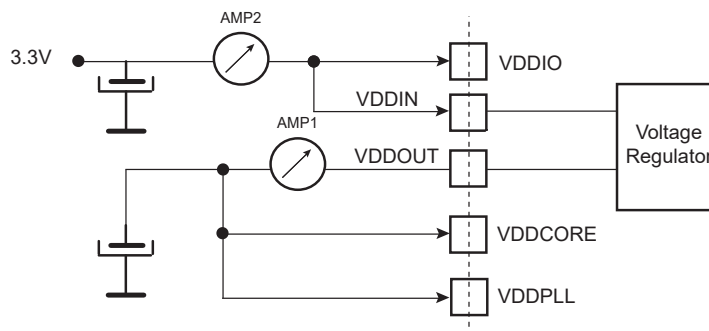 AMP2
3.3V
VDDIO
VDDIN
AMP1
VDDOUT
Voltage
Regulator
VDDCORE
VDDPLL